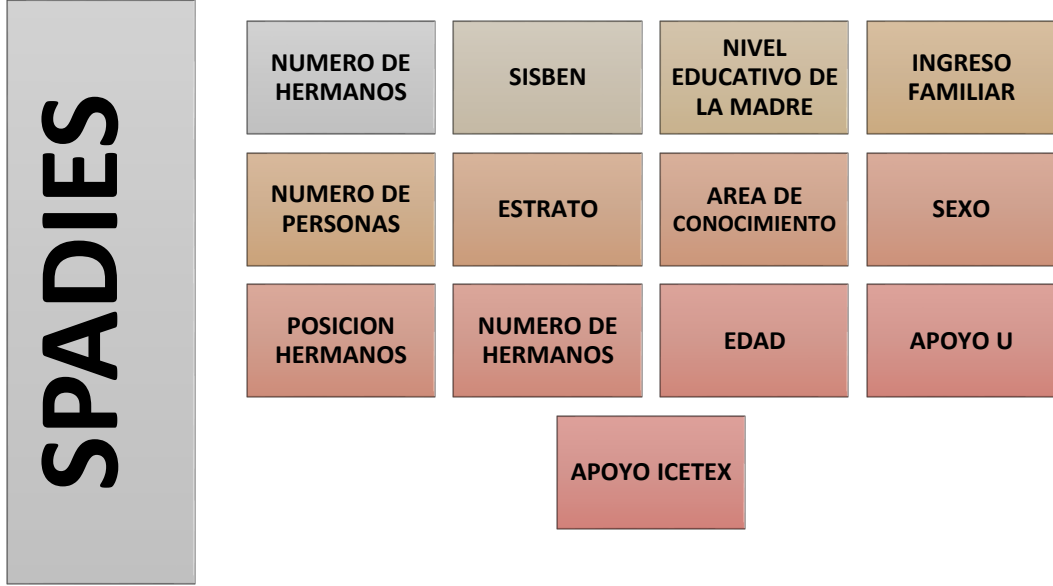 SPADIES
NUMERO DE
HERMANOS
SISBEN
NIVEL
EDUCATIVO DE
LA MADRE
INGRESO
FAMILIAR
NUMERO DE
PERSONAS
ESTRATO
AREA DE
CONOCIMIENTO
SEXO
POSICION
HERMANOS
NUMERO DE
HERMANOS
EDAD
APOYO U
APOYO ICETEX